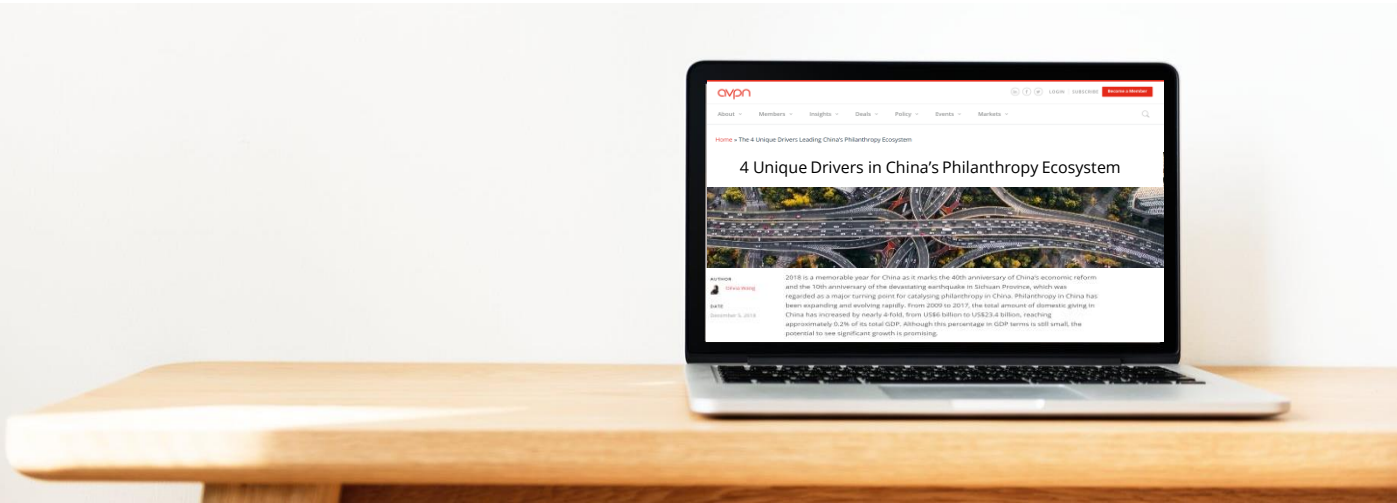 avpn
LOGIN SUBSCRIBE Become a Member
About Members Insights Deals Policy Events Markets
Home » The 4 Unique Drivers Leading China's Philanthropy Ecosystem
4 Unique Drivers in China's Philanthropy Ecosystem
AUTHOR
DATE
December 5, 2018
2018 is a memorable year for China as it marks the 40th anniversary of China's economic reform
and the 10th anniversary of the devastating earthquake in Sichuan Province, which was
regarded as a major turning point for catalysing philanthropy in China. Philanthropy in China has
been expanding and evolving rapidly. From 2009 to 2017, the total amount of domestic giving in
China has increased by nearly 4-fold, from US$6 billion to US$23.4 billion, reaching
approximately 0.2% of its total GDP. Although this percentage in GDP terms is still small, the
potential to see significant growth is promising.